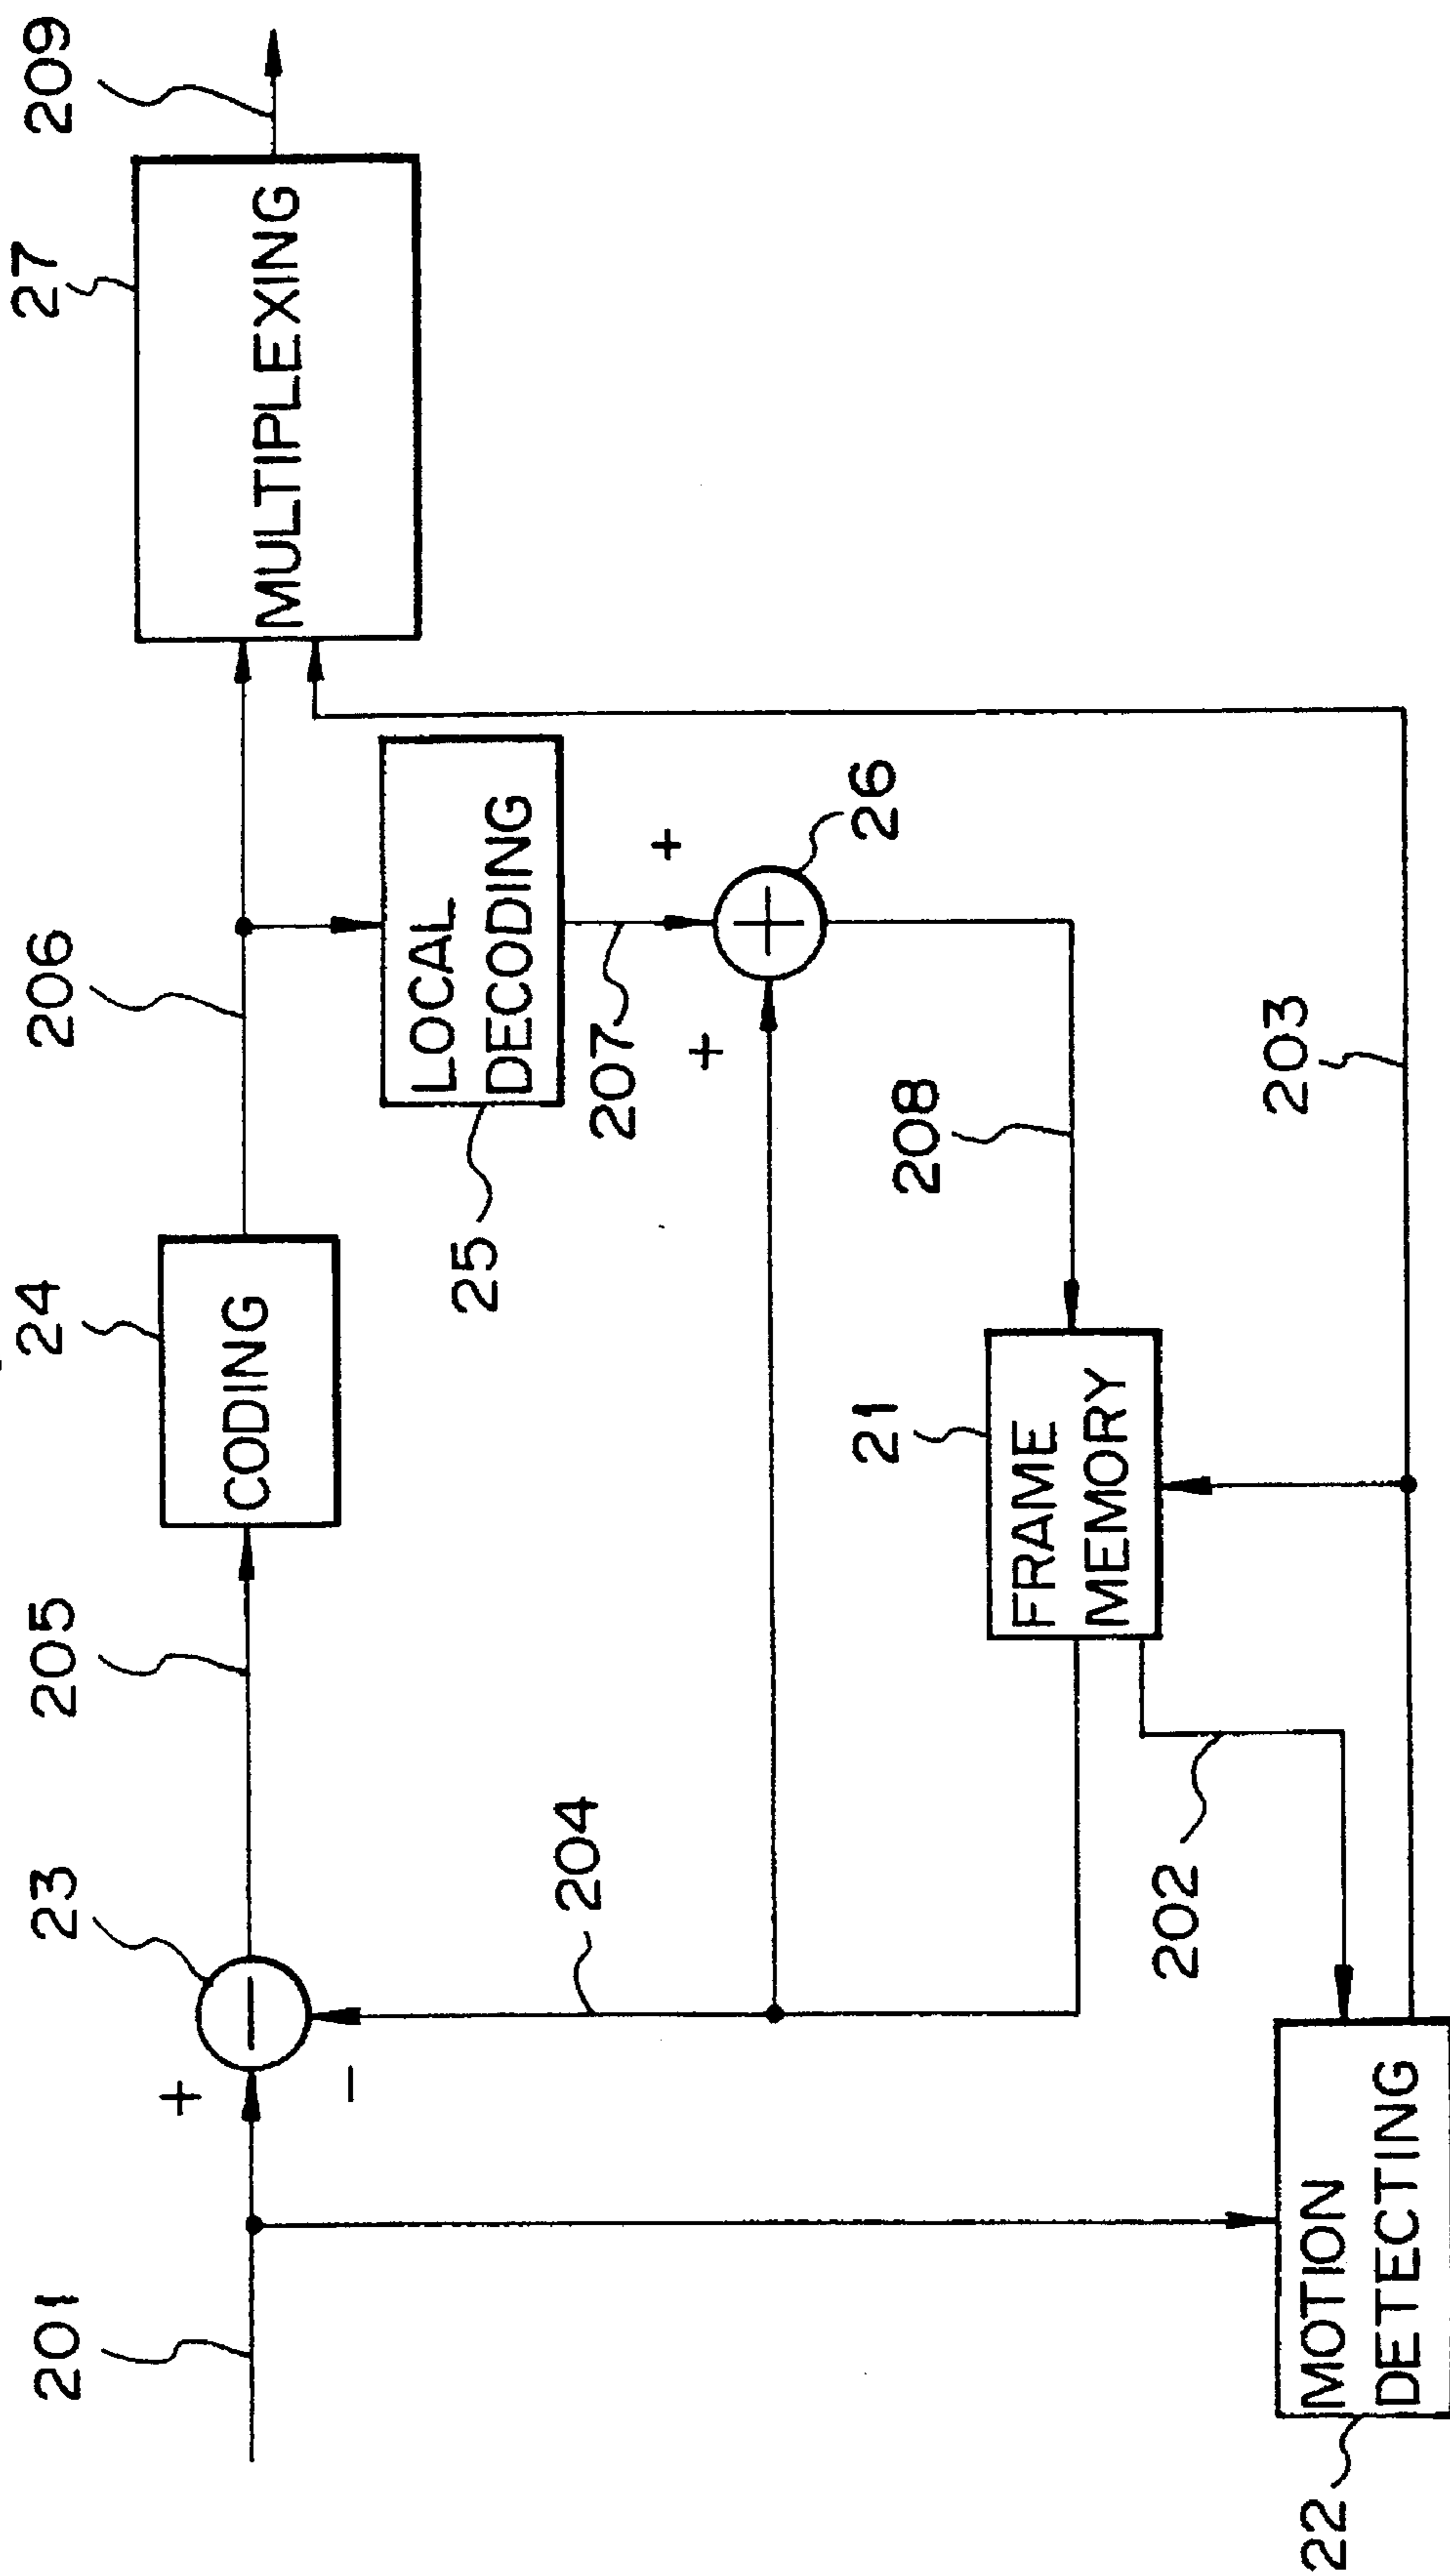 201
+
-
23
205
24
CODING
206
27
MULTIPLEXING
209
204
25
LOCAL
DECODING
207
+
+
26
21
FRAME
MEMORY
208
202
203
22
MOTION
DETECTING